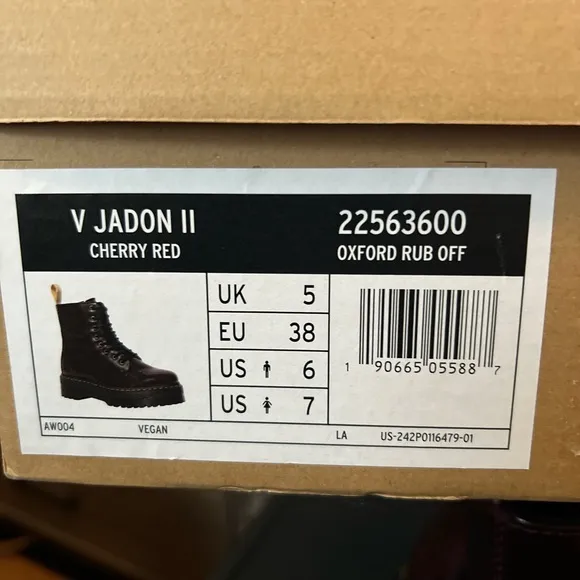 V JADON II
CHERRY RED
22563600
OXFORD RUB OFF
UK 5
EU 38
US 6
US 7
1 90665 05588 7
AW004 VEGAN LA US-242P0116479-01